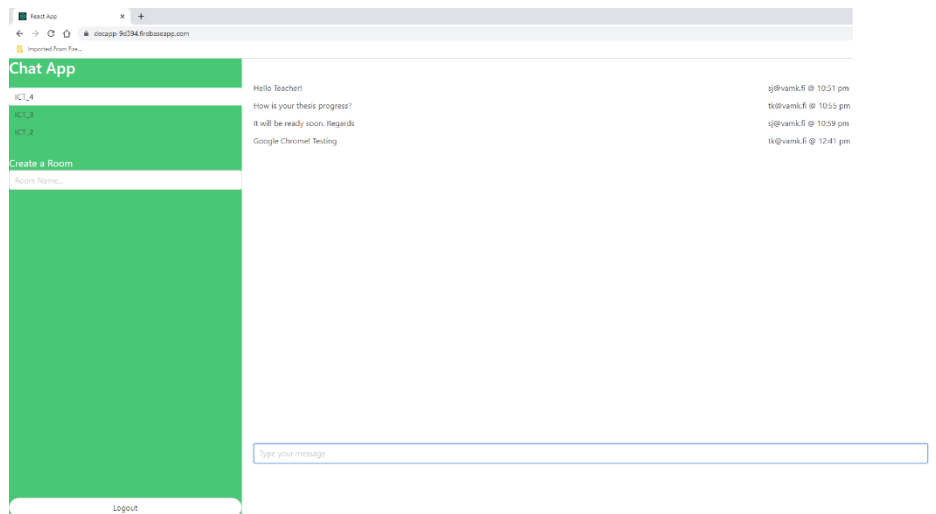 React App
decapp-9d394.firebaseapp.com
Imported From Fire...
Chat App
ICT_4
ICT_3
ICT_2
Create a Room
Room Name...
Logout
Hello Teacher! sj@vamk.fi @ 10:51 pm
How is your thesis progress? tk@vamk.fi @ 10:55 pm
It will be ready soon. Regards sj@vamk.fi @ 10:59 pm
Google Chrome! Testing tk@vamk.fi @ 12:41 pm
Type your message